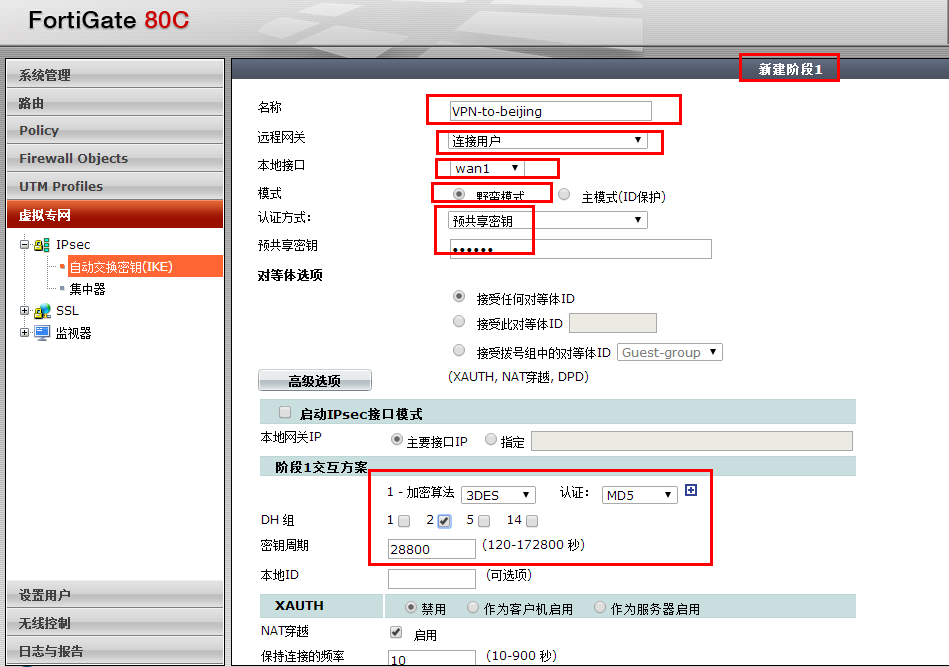 FortiGate 80C
系统管理
路由
Policy
Firewall Objects
UTM Profiles
虚拟专网
IPsec
自动交换密钥(IKE)
集中器
SSL
监视器
设置用户
无线控制
日志与报告
新建阶段1
名称 VPN-to-beijing
远程网关 连接用户
本地接口 wan1
模式 野蛮模式 主模式(ID保护)
认证方式: 预共享密钥
预共享密钥 ••••••
对等体选项
接受任何对等体ID
接受此对等体ID
接受拨号组中的对等体ID Guest-group
高级选项 (XAUTH, NAT穿越, DPD)
启动IPsec接口模式
本地网关IP 主要接口IP 指定
阶段1交互方案
1 - 加密算法 3DES 认证: MD5
DH 组 1 2 5 14
密钥周期 28800 (120-172800 秒)
本地ID (可选项)
XAUTH 禁用 作为客户机启用 作为服务器启用
NAT穿越 启用
保持连接的频率 10 (10-900 秒)